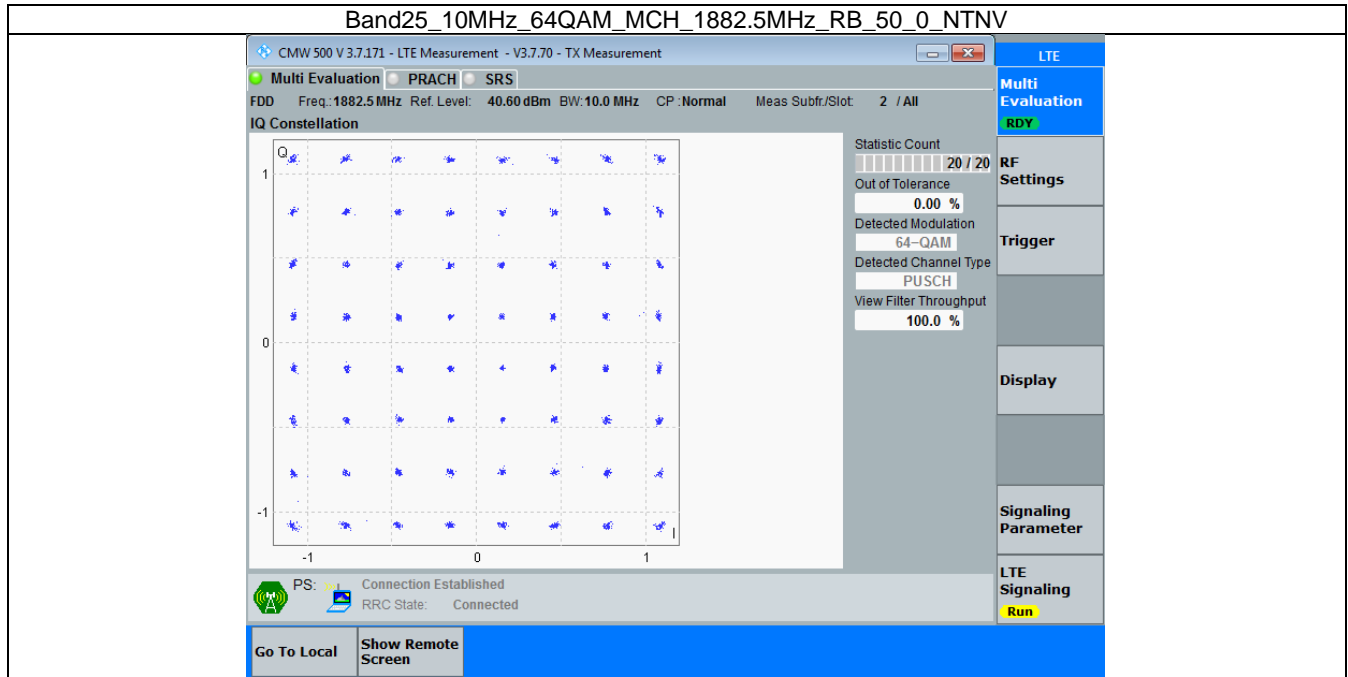 Band25_10MHz_64QAM_MCH_1882.5MHz_RB_50_0_NTNV
CMW 500 V 3.7.171 - LTE Measurement - V3.7.70 - TX Measurement
LTE
Multi Evaluation PRACH SRS
Multi
Evaluation
RDY
FDD Freq.:1882.5 MHz Ref. Level: 40.60 dBm BW:10.0 MHz CP :Normal Meas Subfr./Slot: 2 / All
IQ Constellation
Q
1
0
-1
-1 0 1
I
Statistic Count
20 / 20
Out of Tolerance
0.00 %
Detected Modulation
64-QAM
Detected Channel Type
PUSCH
View Filter Throughput
100.0 %
RF
Settings
Trigger
Display
Signaling
Parameter
LTE
Signaling
Run
PS: Connection Established
RRC State: Connected
Go To Local
Show Remote
Screen